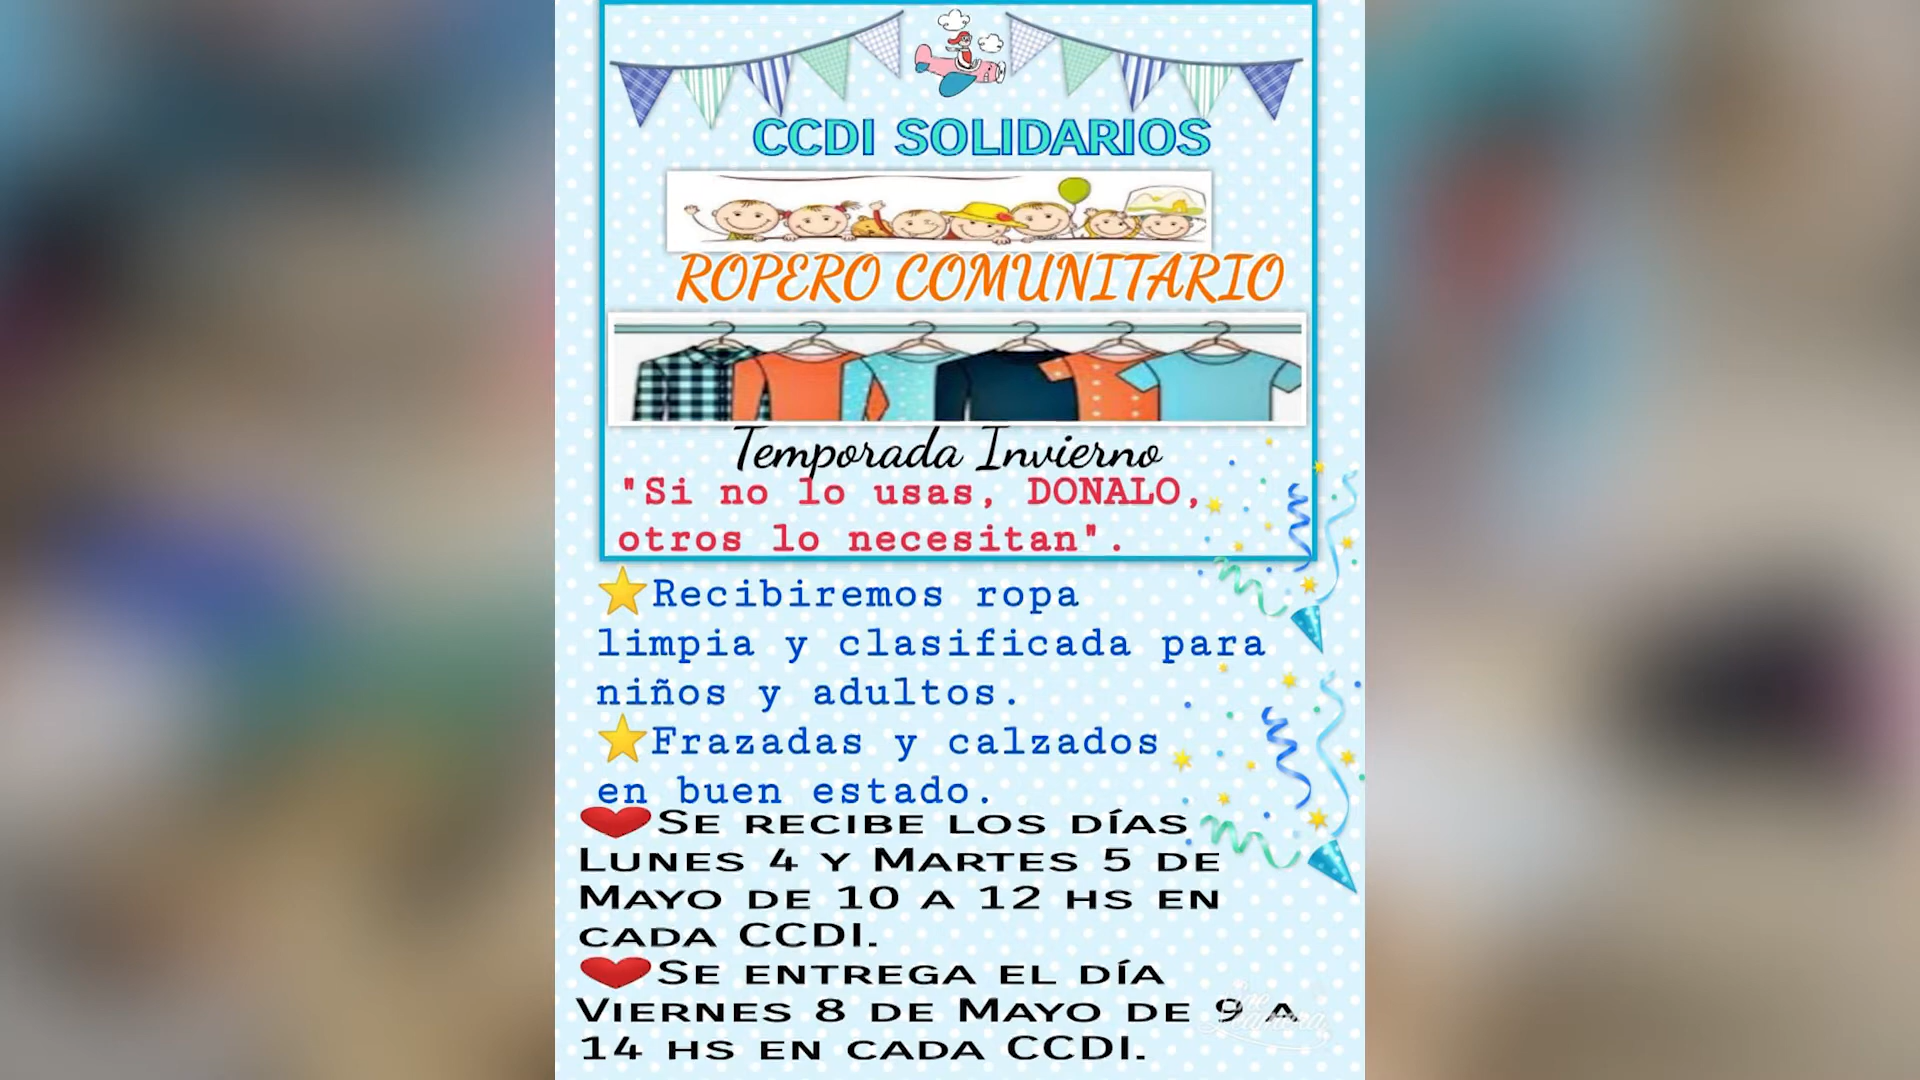 CCDI SOLIDARIOS
ROPERO COMUNITARIO
Temporada Invierno
"Si no lo usas, DONALO,
otros lo necesitan".
⭐Recibiremos ropa
limpia y clasificada para
niños y adultos.
⭐Frazadas y calzados
en buen estado.
❤Se recibe los días
Lunes 4 y Martes 5 de
Mayo de 10 a 12 hs en
cada CCDI.
❤Se entrega el día
Viernes 8 de Mayo de 9 a
14 hs en cada CCDI.